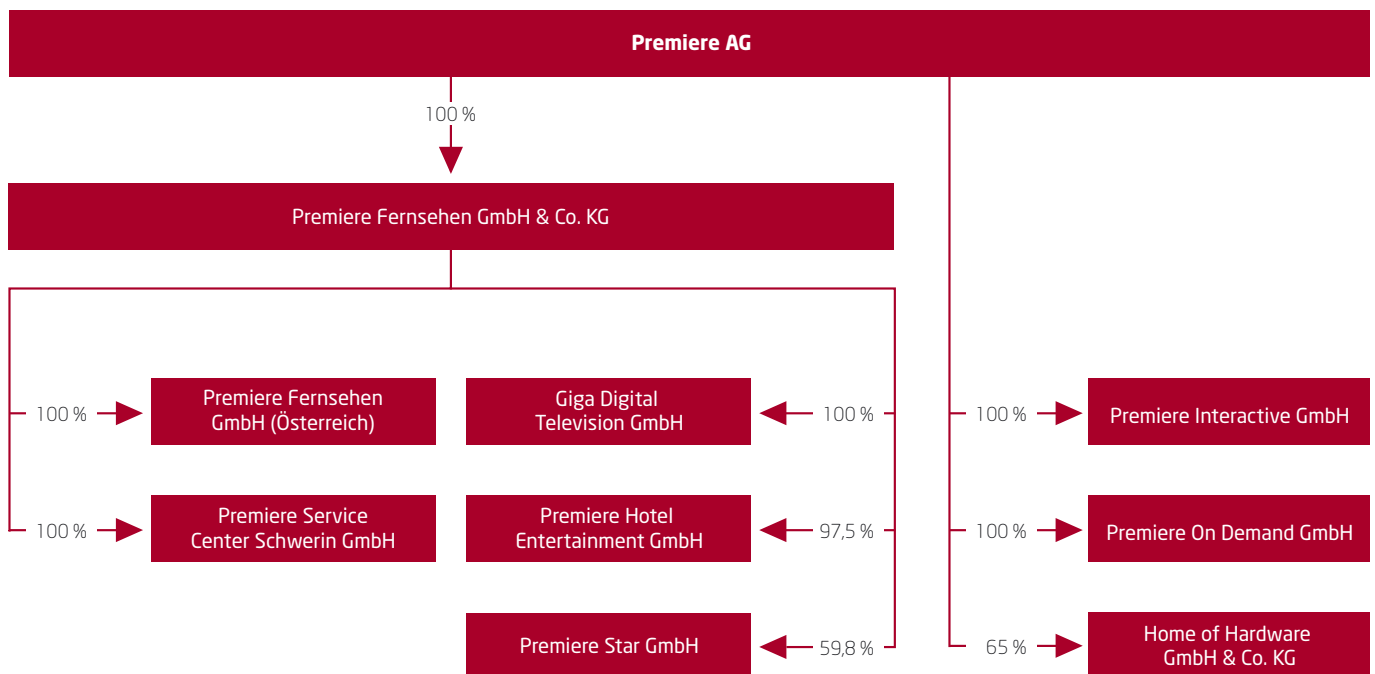 Premiere AG
100 %
Premiere Fernsehen GmbH & Co. KG
100 %
Premiere Fernsehen
GmbH (Österreich)
Giga Digital
Television GmbH
100 %
100 %
Premiere Interactive GmbH
100 %
Premiere Service
Center Schwerin GmbH
Premiere Hotel
Entertainment GmbH
97,5 %
100 %
Premiere On Demand GmbH
Premiere Star GmbH
59,8 %
65 %
Home of Hardware
GmbH & Co. KG